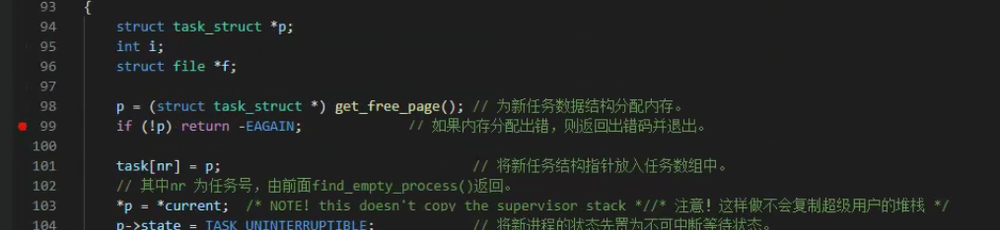 93 {
94 struct task_struct *p;
95 int i;
96 struct file *f;
97
98 p = (struct task_struct *) get_free_page(); // 为新任务数据结构分配内存。
99 if (!p) return -EAGAIN; // 如果内存分配出错，则返回出错码并退出。
100
101 task[nr] = p; // 将新任务结构指针放入任务数组中。
102 // 其中nr 为任务号，由前面find_empty_process()返回。
103 *p = *current; /* NOTE! this doesn't copy the supervisor stack *//* 注意！这样做不会复制超级用户的堆栈 */
104 p->state = TASK_UNINTERRUPTIBLE; // 将新进程的状态先置为不可中断等待状态。